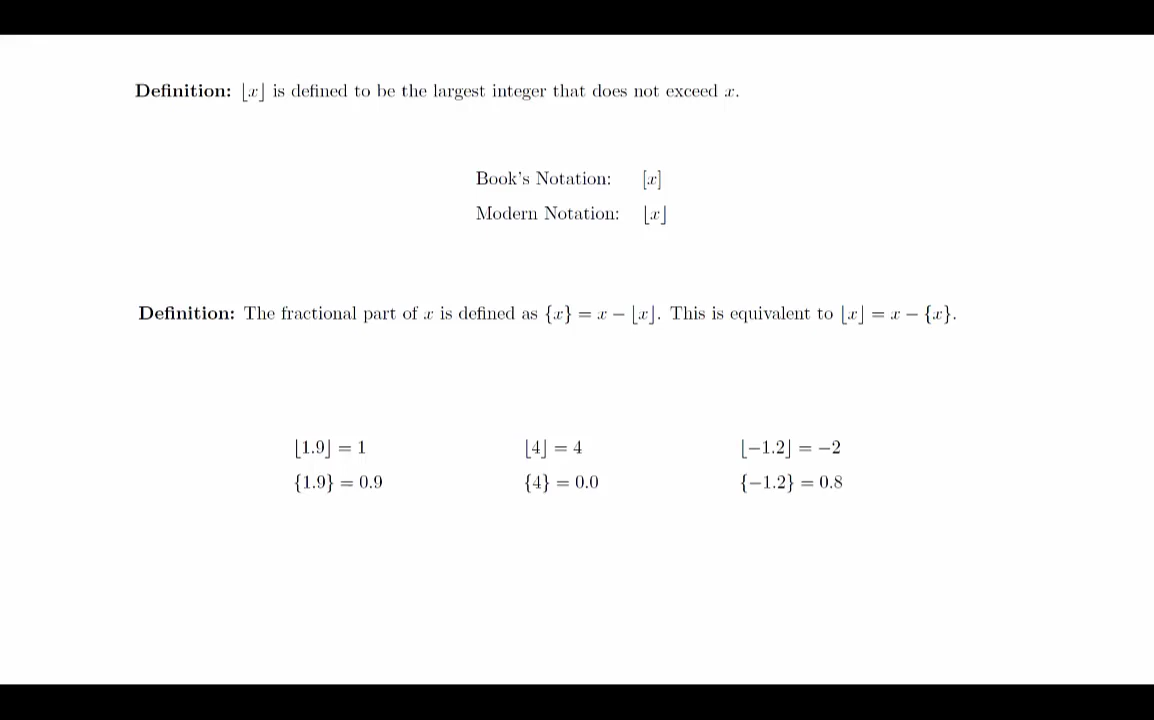 Definition: ⌊x⌋ is defined to be the largest integer that does not exceed x.
Book's Notation: [x]
Modern Notation: ⌊x⌋
Definition: The fractional part of x is defined as {x} = x − ⌊x⌋. This is equivalent to ⌊x⌋ = x − {x}.
⌊1.9⌋ = 1 ⌊4⌋ = 4 ⌊−1.2⌋ = −2
{1.9} = 0.9 {4} = 0.0 {−1.2} = 0.8